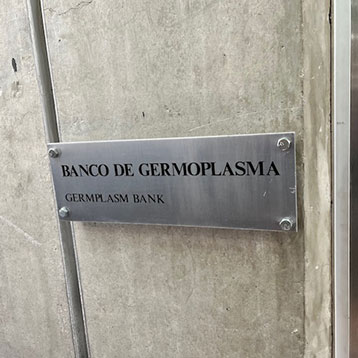 BANCO DE GERMOPLASMA
GERMPLASM BANK